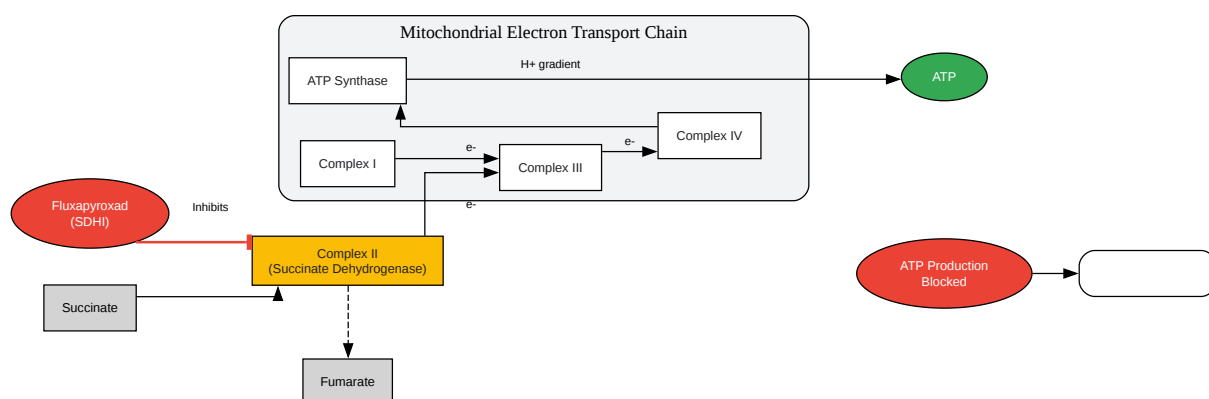 Mitochondrial Electron Transport Chain
ATP Synthase
H+ gradient
ATP
Complex IV
e-
Complex I
e-
Complex III
Fluxapyroxad
(SDHI)
Inhibits
e-
Complex II
(Succinate Dehydrogenase)
ATP Production
Blocked
Succinate
Fumarate